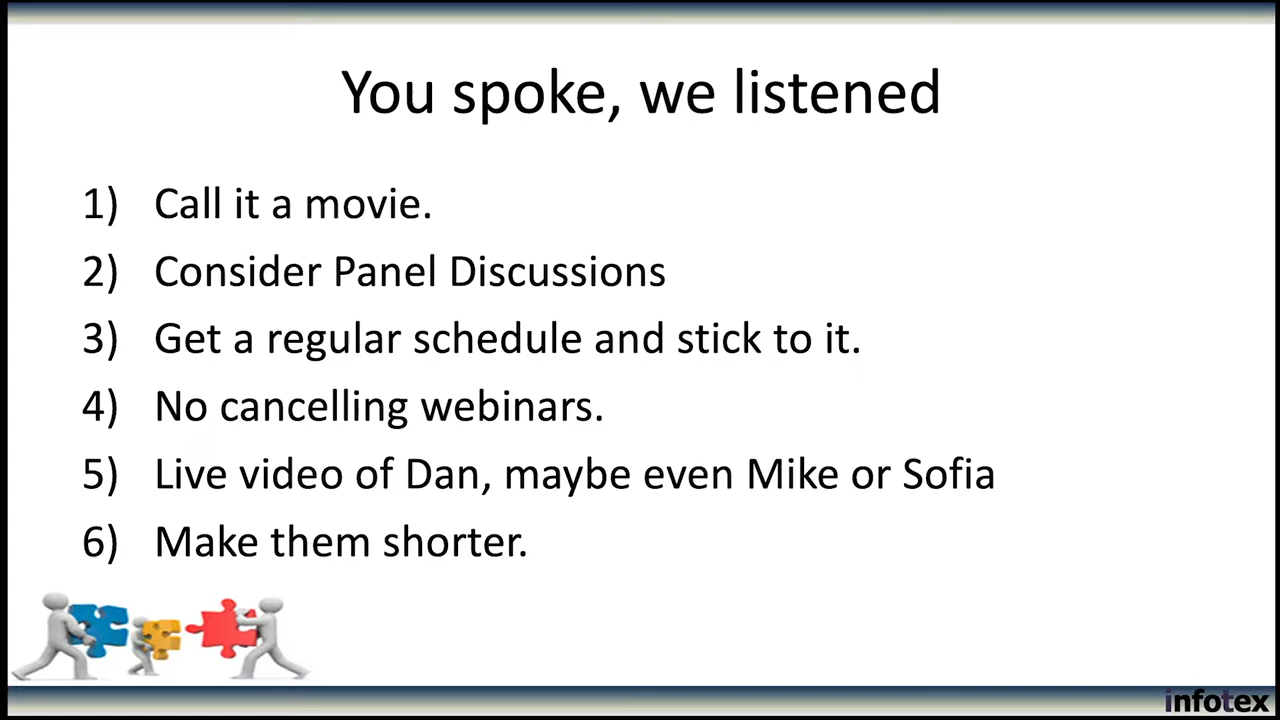 You spoke, we listened
1) Call it a movie.
2) Consider Panel Discussions
3) Get a regular schedule and stick to it.
4) No cancelling webinars.
5) Live video of Dan, maybe even Mike or Sofia
6) Make them shorter.
infotex